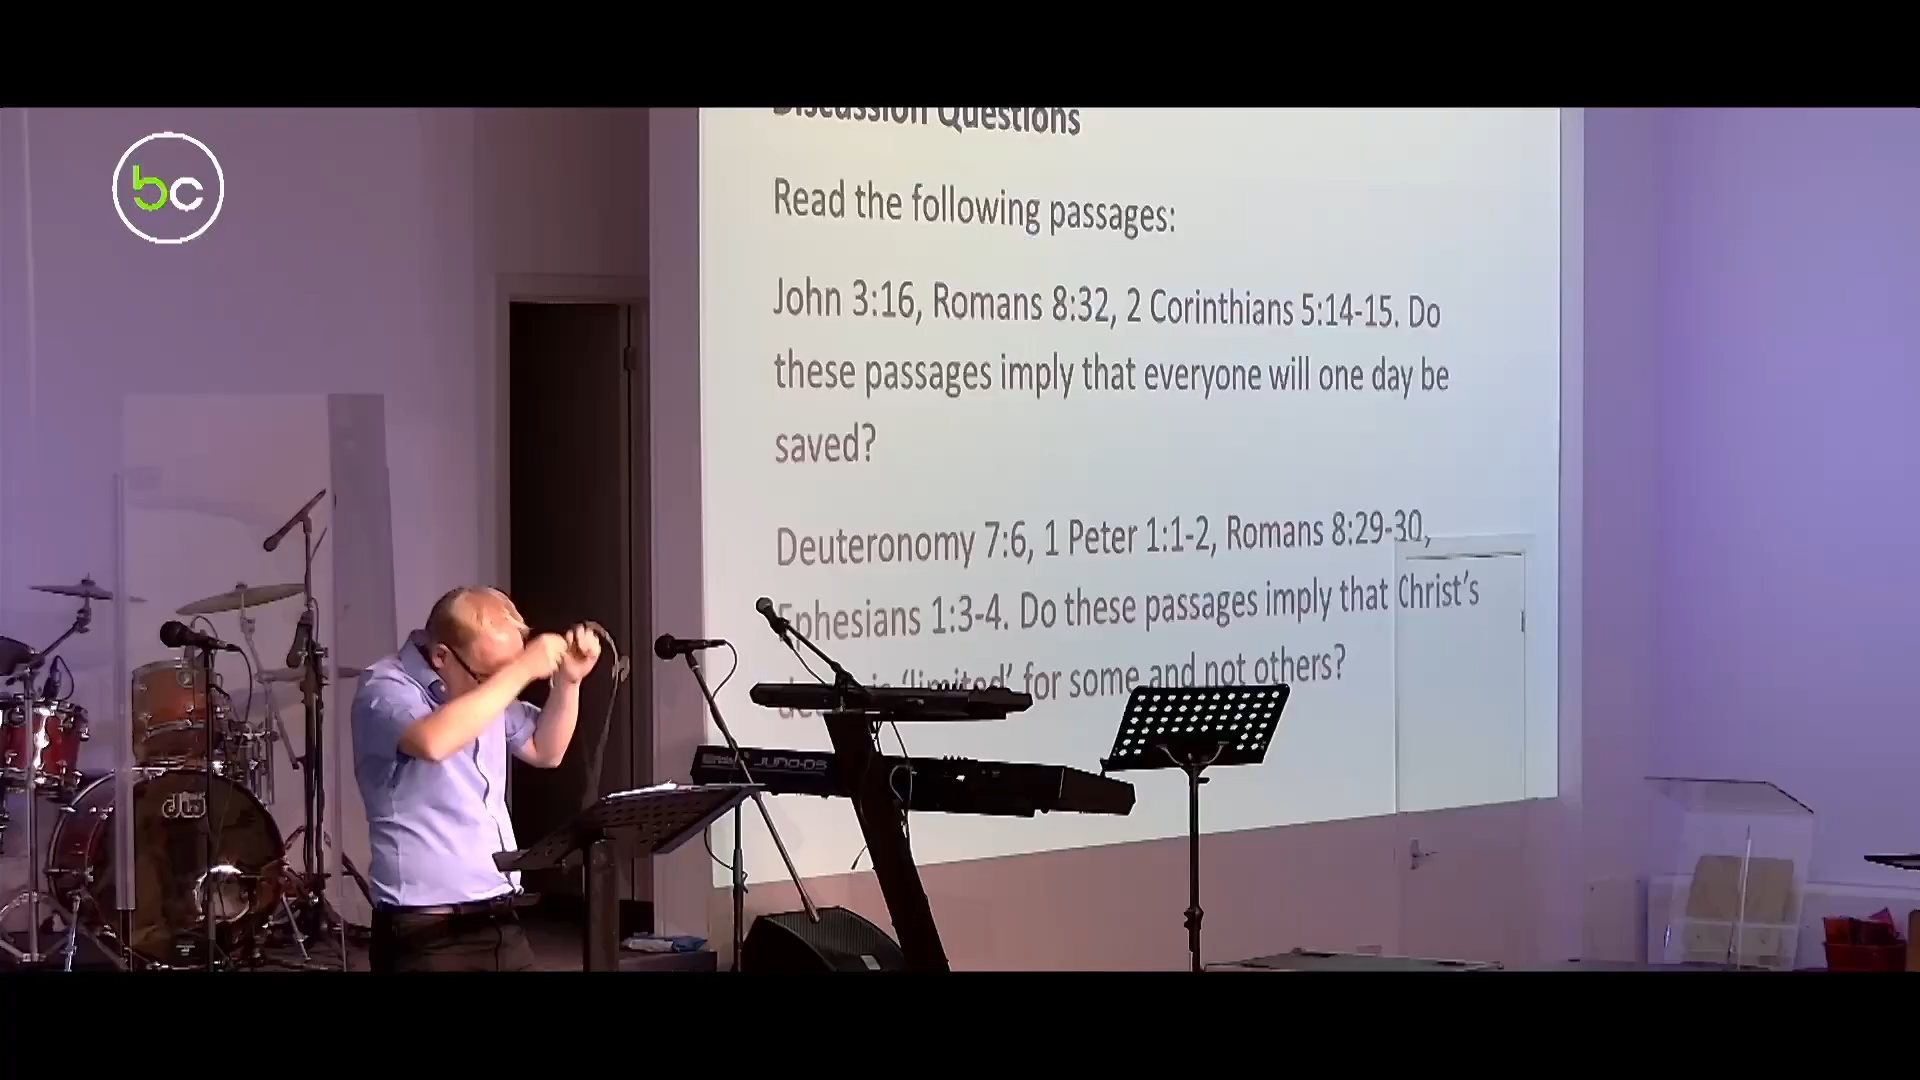 bc
Discussion Questions
Read the following passages:
John 3:16, Romans 8:32, 2 Corinthians 5:14-15. Do
these passages imply that everyone will one day be
saved?
Deuteronomy 7:6, 1 Peter 1:1-2, Romans 8:29-30,
Ephesians 1:3-4. Do these passages imply that Christ's
is 'limited' for some and not others?
JUNO-DS
db